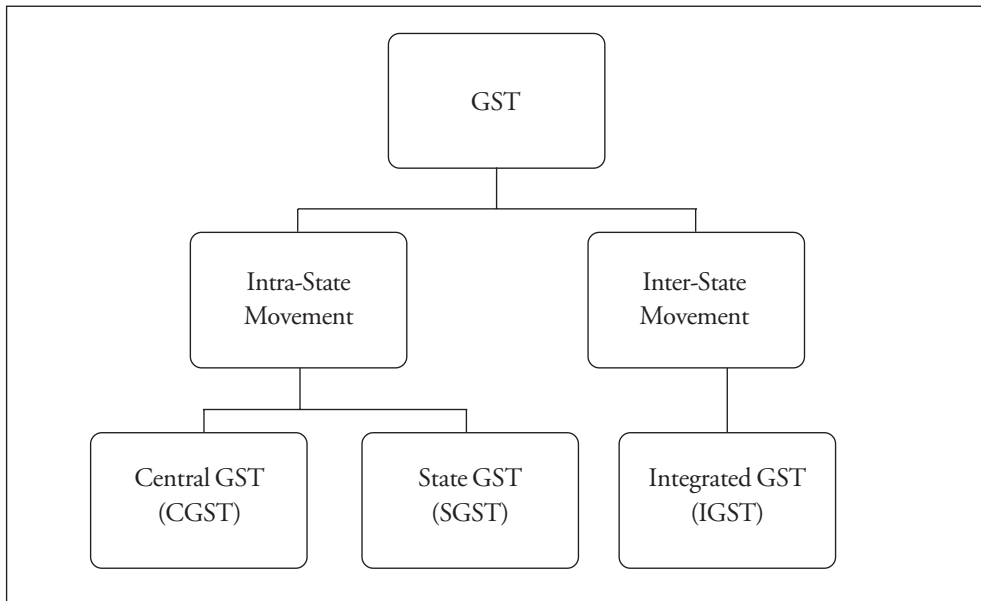 GST
Intra-State
Movement
Inter-State
Movement
Central GST
(CGST)
State GST
(SGST)
Integrated GST
(IGST)